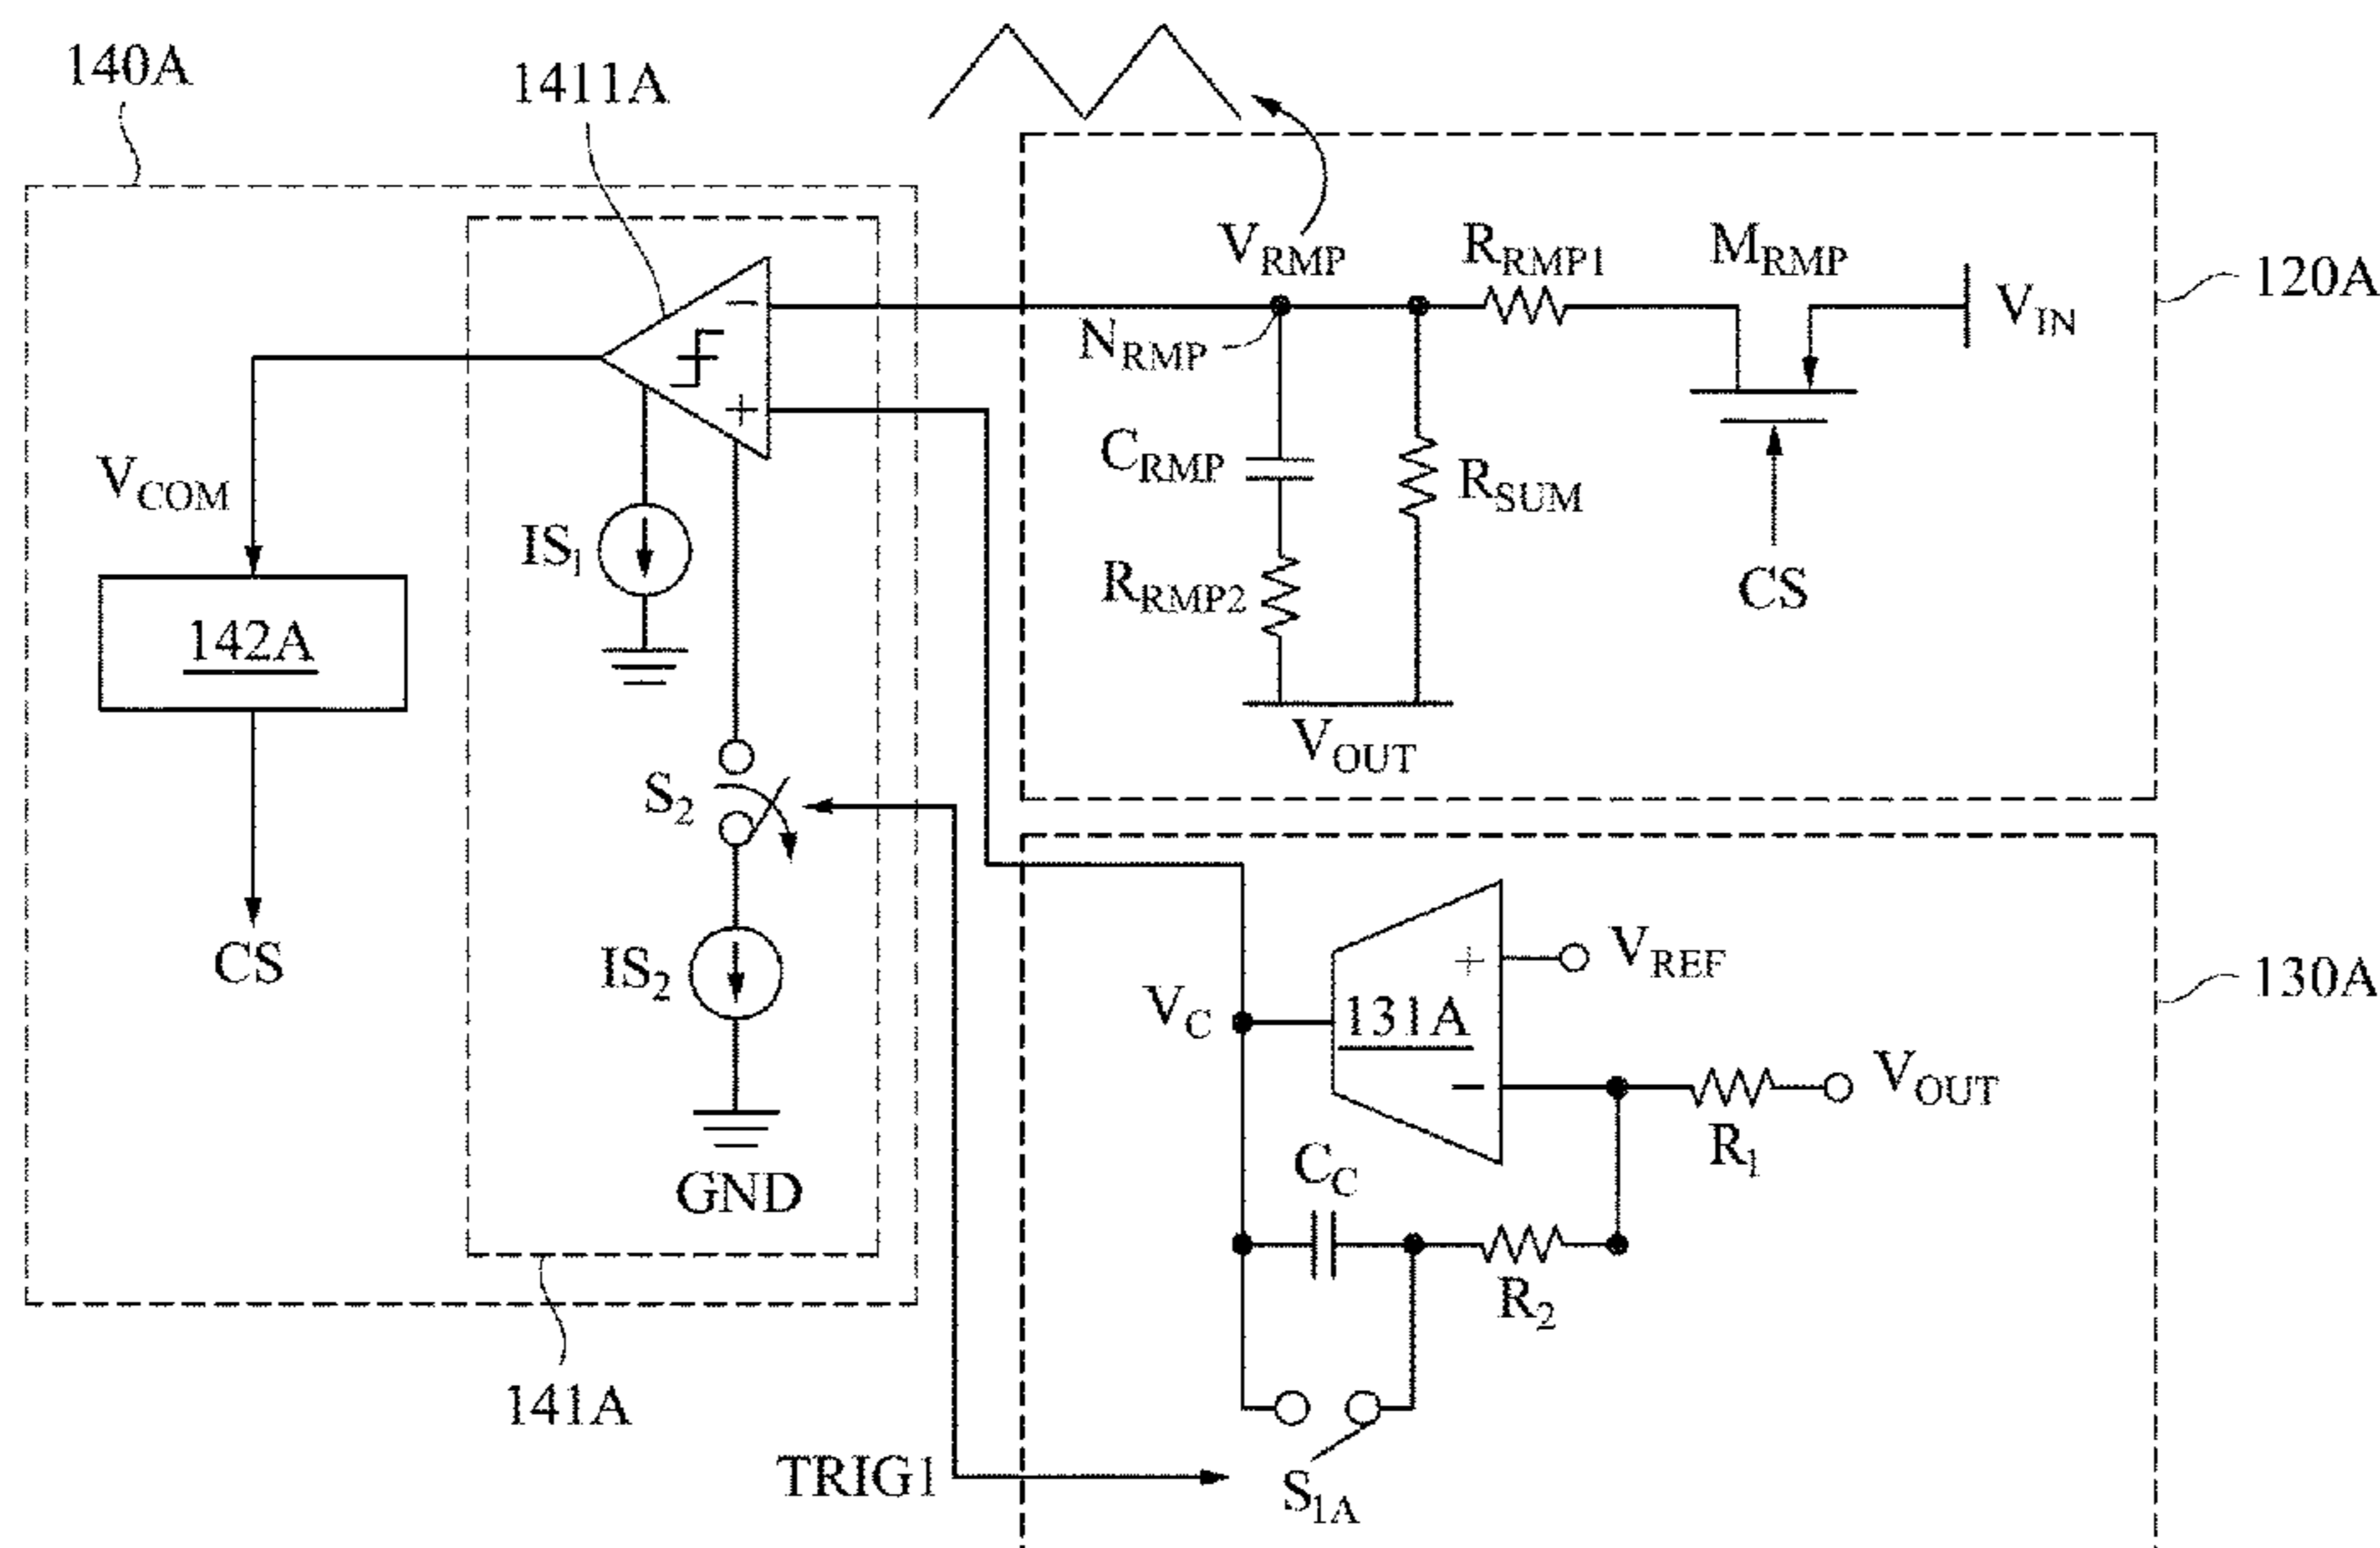 140A
1411A
V_RMP
R_RMP1
M_RMP
V_IN
120A
N_RMP
−
+
V_COM
C_RMP
R_SUM
IS_1
CS
R_RMP2
142A
V_OUT
S_2
CS
IS_2
+
V_REF
130A
V_C
131A
−
V_OUT
R_1
GND
C_C
R_2
141A
TRIG1
S_1A